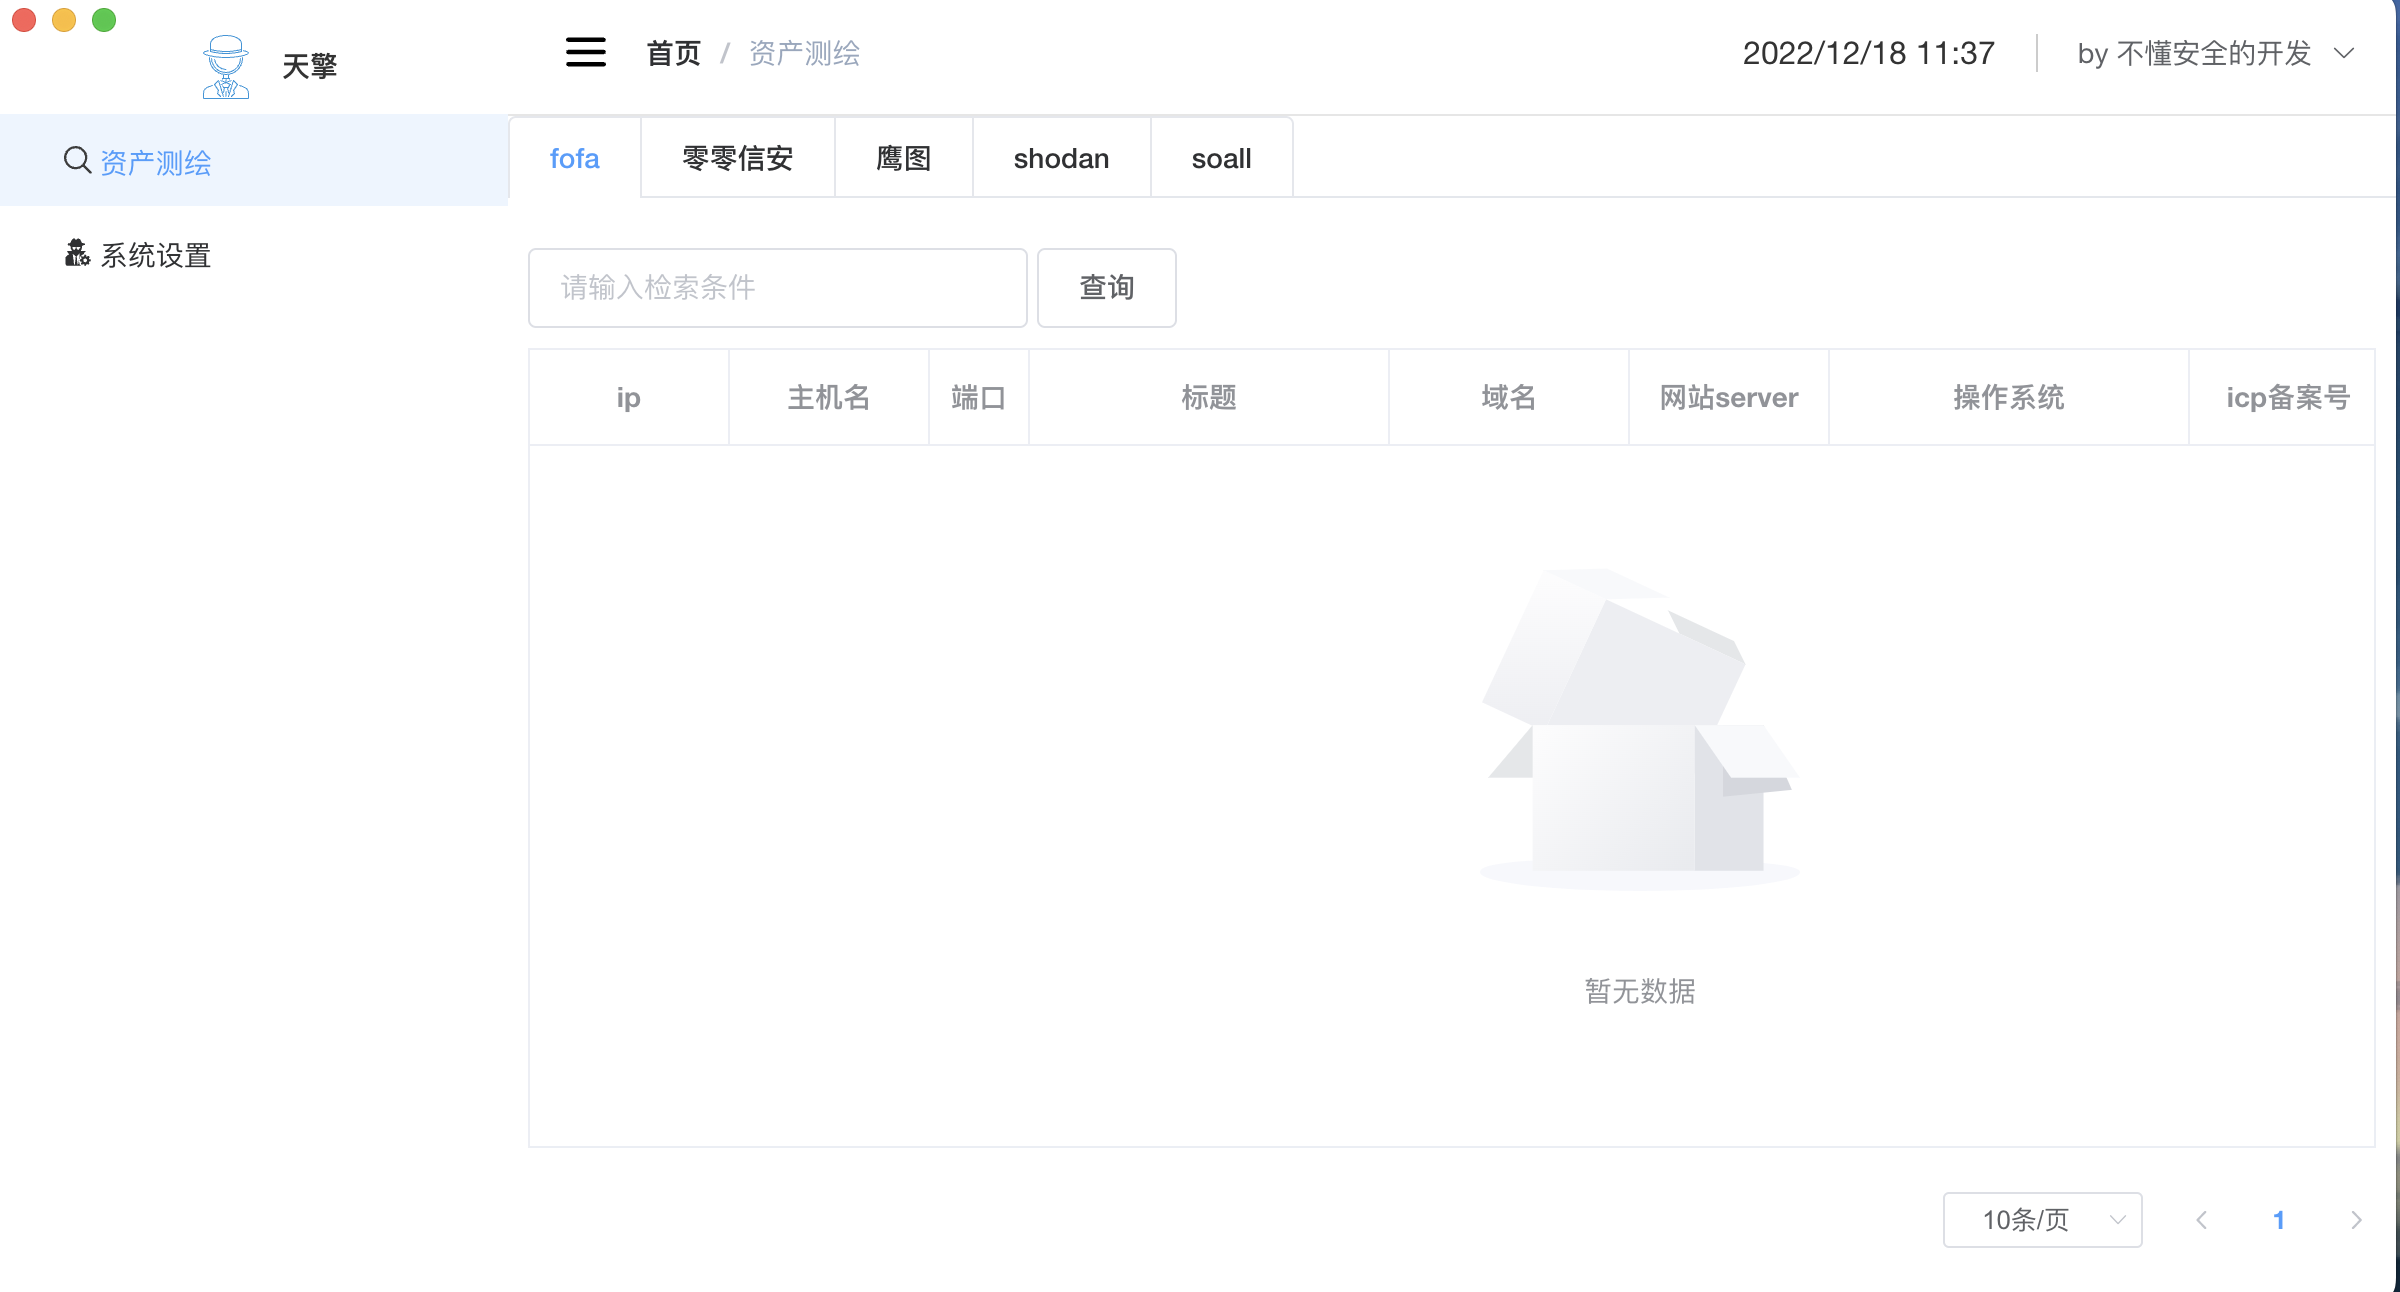 天擎
首页 / 资产测绘
2022/12/18 11:37
by 不懂安全的开发
资产测绘
系统设置
fofa 零零信安 鹰图 shodan soall
请输入检索条件 查询
ip 主机名 端口 标题 域名 网站server 操作系统 icp备案号
暂无数据
10条/页 1